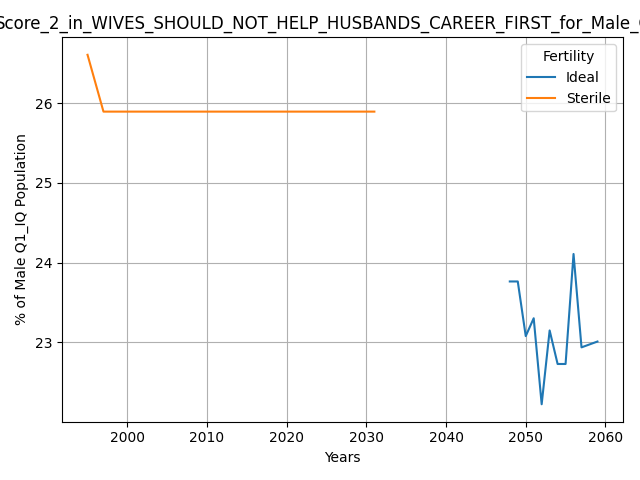 Score_2_in_WIVES_SHOULD_NOT_HELP_HUSBANDS_CAREER_FIRST_for_Male_
Fertility
Ideal
Sterile
26
25
24
23
% of Male Q1_IQ Population
2000 2010 2020 2030 2040 2050 2060
Years